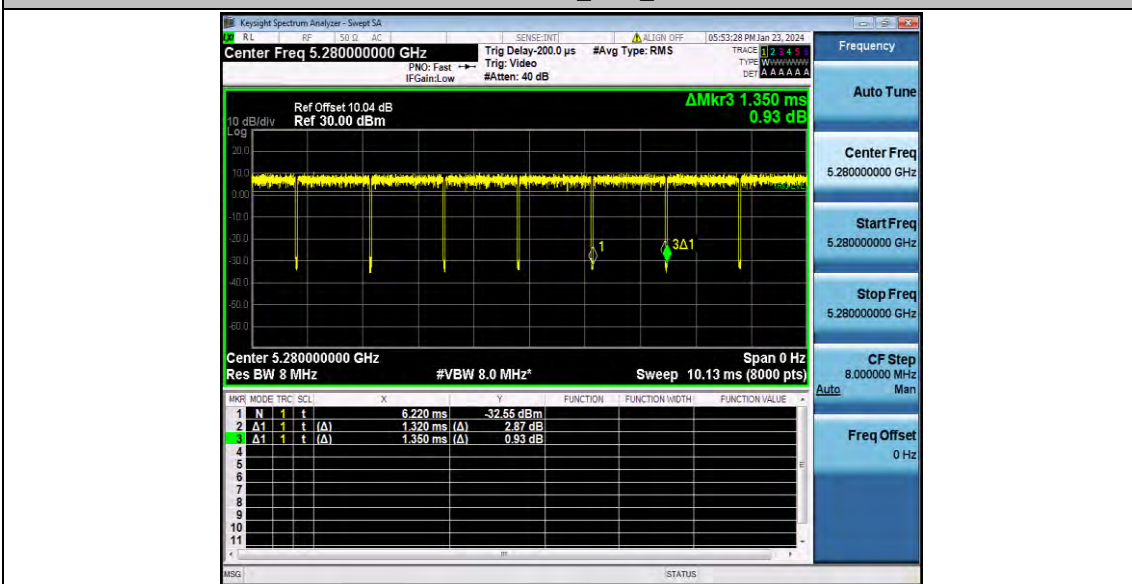 Keysight Spectrum Analyzer - Swept SA
RL RF 50 Ω AC SENSE:INT ALIGN OFF 05:53:28 PM Jan 23, 2024
Center Freq 5.280000000 GHz
PNO: Fast
IFGain:Low
Trig Delay-200.0 µs
Trig: Video
#Atten: 40 dB
#Avg Type: RMS
TRACE 1 2 3 4 5 6
TYPE W
DET A A A A A A
ΔMkr3 1.350 ms
0.93 dB
Ref Offset 10.04 dB
10 dB/div Ref 30.00 dBm
Log
20.0
10.0
0.00
-10.0
-20.0
-30.0
-40.0
-50.0
-60.0
1
3Δ1
Center 5.280000000 GHz Span 0 Hz
Res BW 8 MHz #VBW 8.0 MHz* Sweep 10.13 ms (8000 pts)
MKR MODE TRC SCL X Y FUNCTION FUNCTION WIDTH FUNCTION VALUE
1 N 1 t 6.220 ms -32.55 dBm
2 Δ1 1 t (Δ) 1.320 ms (Δ) 2.87 dB
3 Δ1 1 t (Δ) 1.350 ms (Δ) 0.93 dB
4
5
6
7
8
9
10
11
MSG STATUS
Frequency
Auto Tune
Center Freq
5.280000000 GHz
Start Freq
5.280000000 GHz
Stop Freq
5.280000000 GHz
CF Step
8.000000 MHz
Auto Man
Freq Offset
0 Hz